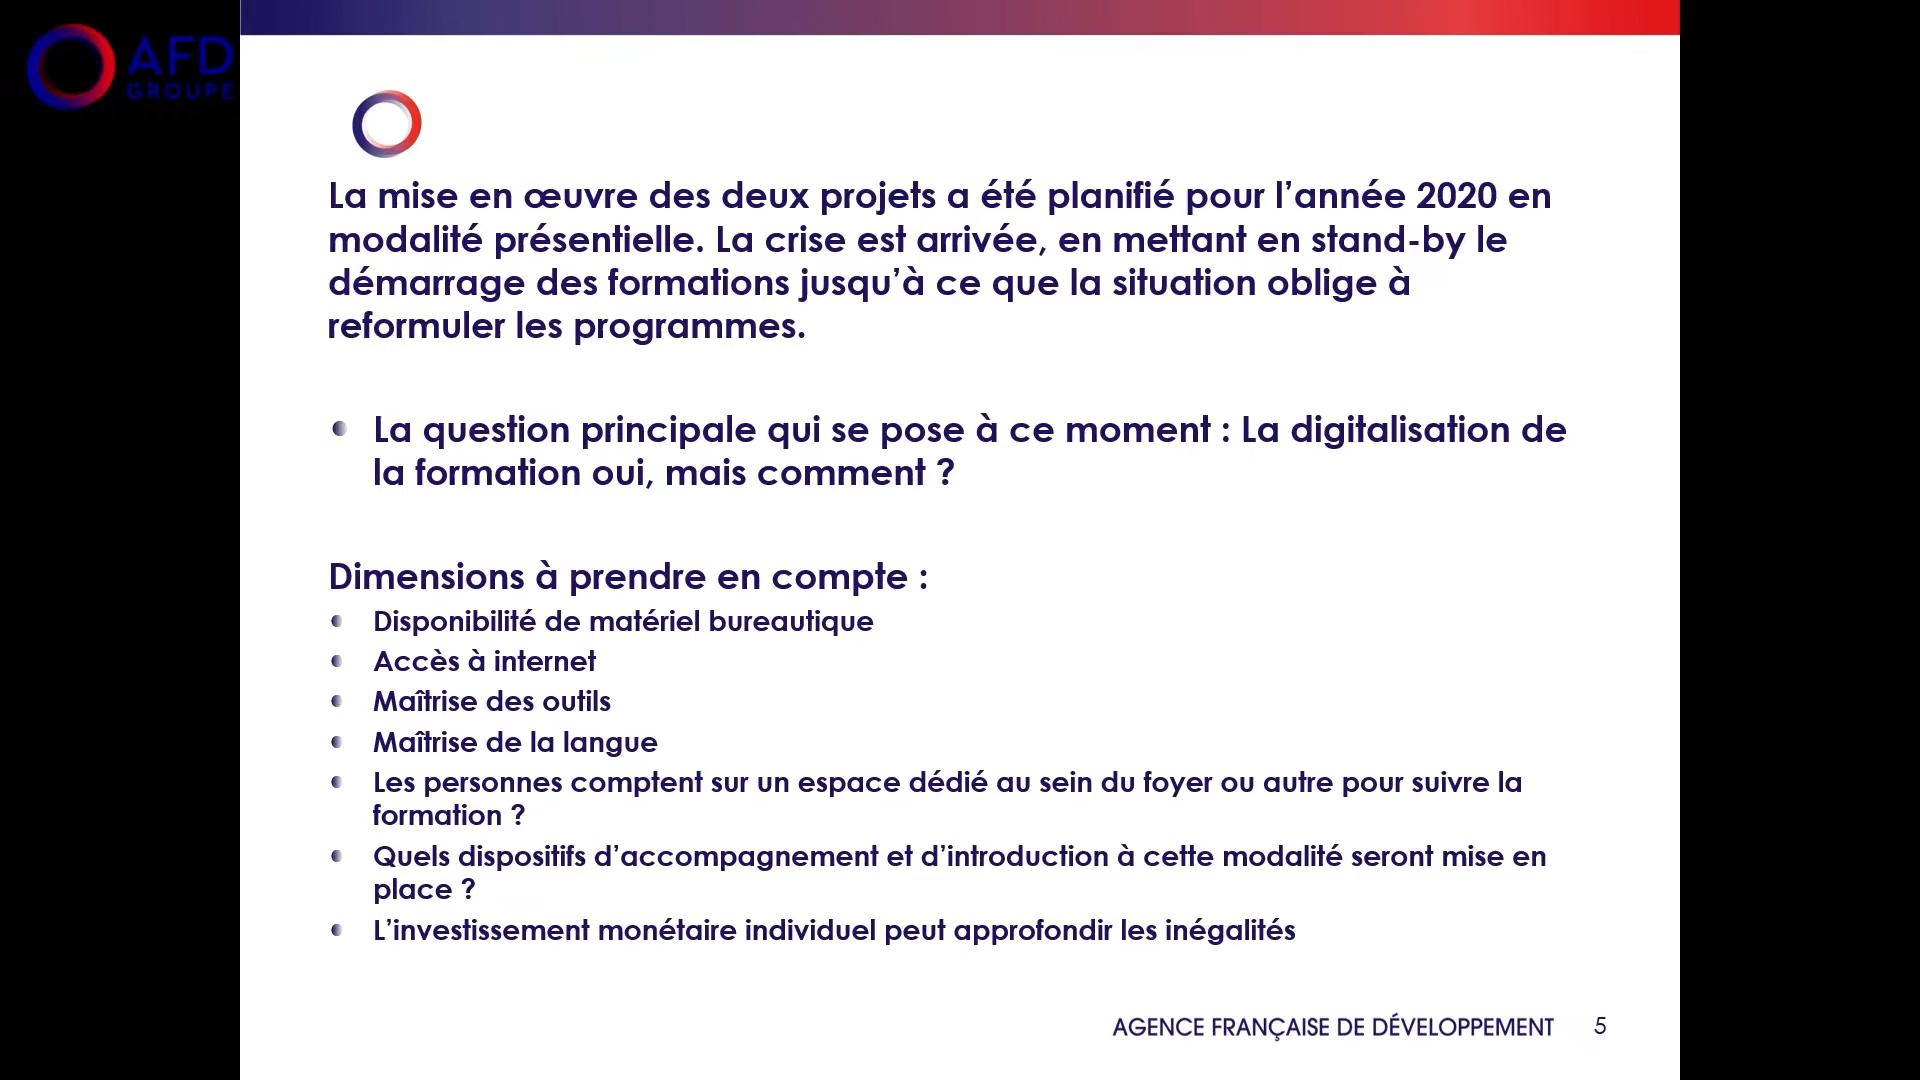 AFD
GROUPE
La mise en œuvre des deux projets a été planifié pour l’année 2020 en
modalité présentielle. La crise est arrivée, en mettant en stand-by le
démarrage des formations jusqu’à ce que la situation oblige à
reformuler les programmes.
La question principale qui se pose à ce moment : La digitalisation de
la formation oui, mais comment ?
Dimensions à prendre en compte :
Disponibilité de matériel bureautique
Accès à internet
Maîtrise des outils
Maîtrise de la langue
Les personnes comptent sur un espace dédié au sein du foyer ou autre pour suivre la
formation ?
Quels dispositifs d’accompagnement et d’introduction à cette modalité seront mise en
place ?
L’investissement monétaire individuel peut approfondir les inégalités
AGENCE FRANÇAISE DE DÉVELOPPEMENT 5